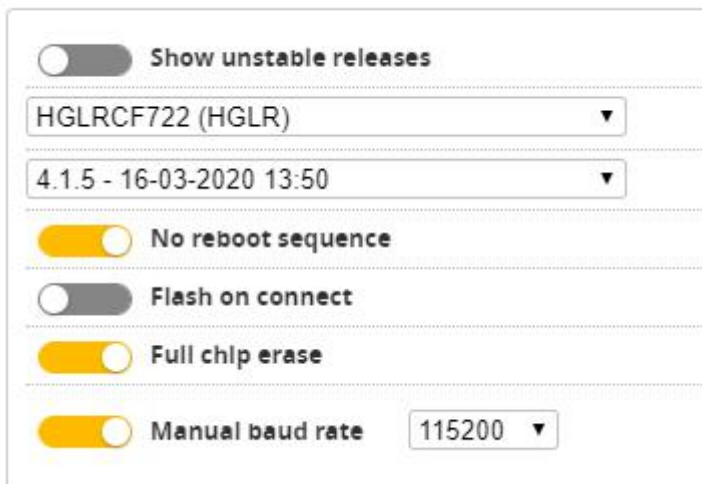 Show unstable releases
HGLRCF722 (HGLR)
4.1.5 - 16-03-2020 13:50
No reboot sequence
Flash on connect
Full chip erase
Manual baud rate 115200